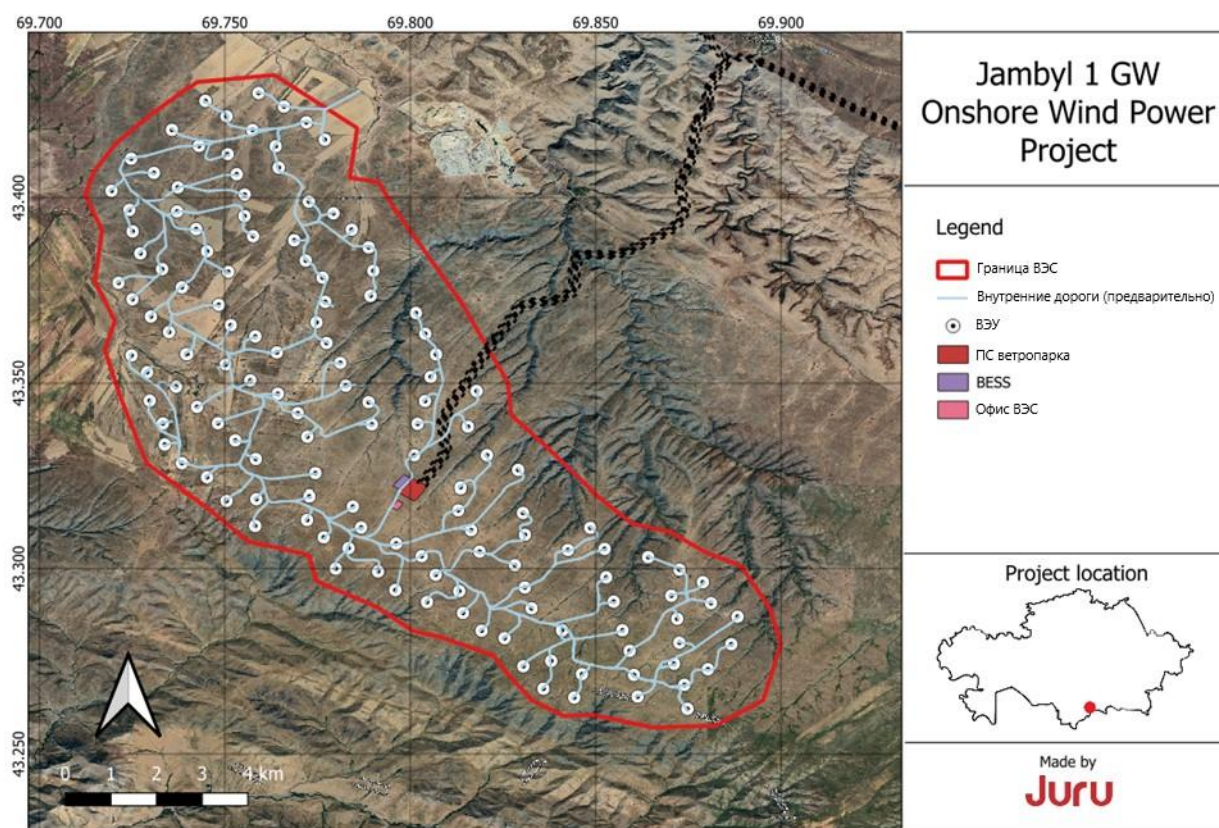 69.700 69.750 69.800 69.850 69.900
43.400
43.350
43.300
43.250
0 1 2 3 4 km
Jambyl 1 GW
Onshore Wind Power
Project
Legend
Граница ВЭС
Внутренние дороги (предварительно)
ВЭУ
ПС ветропарка
BESS
Офис ВЭС
Project location
Made by
Juru